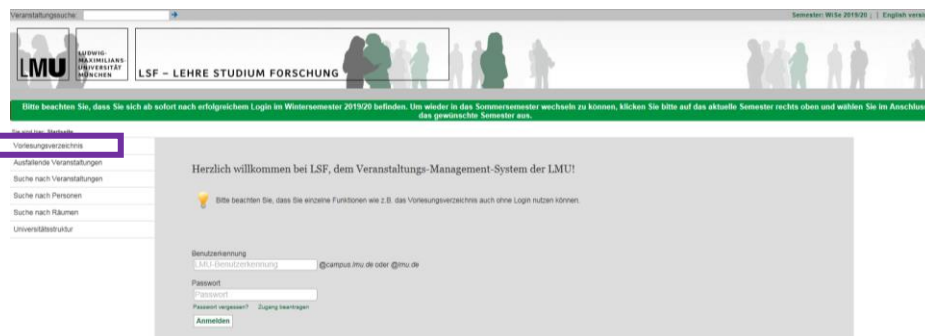 Veranstaltungssuche:
Semester: WiSe 2019/20 | | English versi
LMU
LUDWIG-
MAXIMILIANS-
UNIVERSITÄT
MÜNCHEN
LSF – LEHRE STUDIUM FORSCHUNG
Bitte beachten Sie, dass Sie sich ab sofort nach erfolgreichem Login im Wintersemester 2019/20 befinden. Um wieder in das Sommersemester wechseln zu können, klicken Sie bitte auf das aktuelle Semester rechts oben und wählen Sie im Anschlus
das gewünschte Semester aus.
Sie sind hier: Startseite
Vorlesungsverzeichnis
Ausfallende Veranstaltungen
Suche nach Veranstaltungen
Suche nach Personen
Suche nach Räumen
Universitätsstruktur
Herzlich willkommen bei LSF, dem Veranstaltungs-Management-System der LMU!
Bitte beachten Sie, dass Sie einzelne Funktionen wie z.B. das Vorlesungsverzeichnis auch ohne Login nutzen können.
Benutzerkennung
LMU-Benutzerkennung @campus.lmu.de oder @lmu.de
Passwort
Passwort
Passwort vergessen? Zugang beantragen
Anmelden